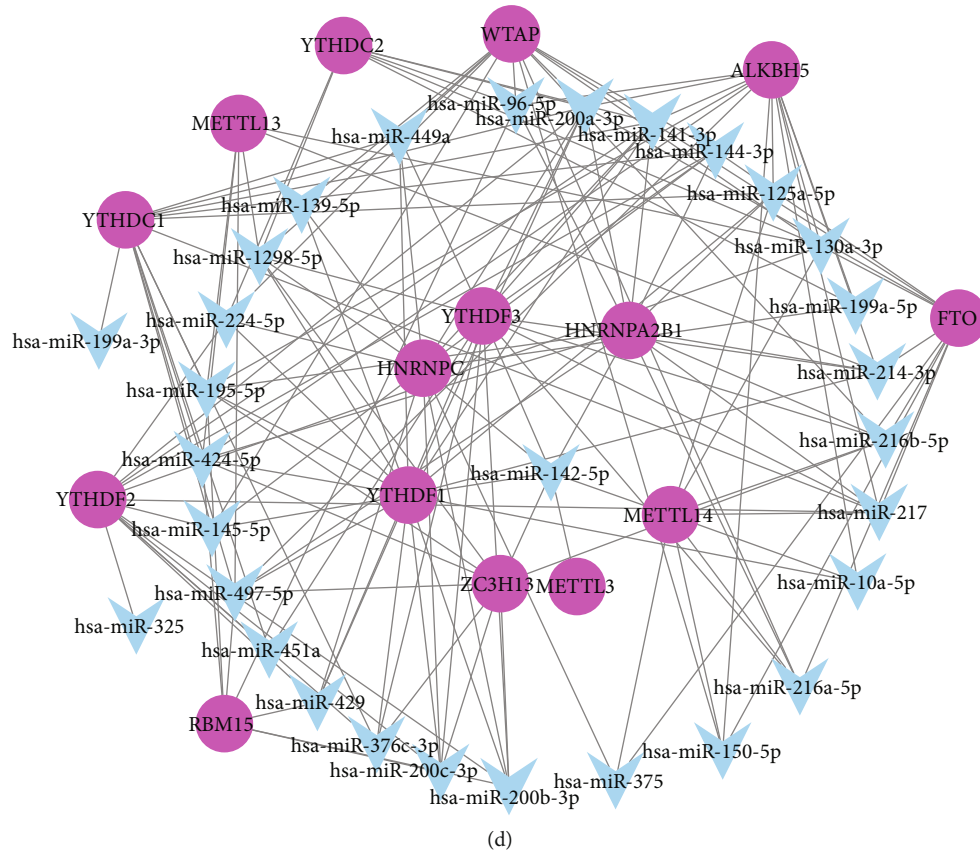 WTAP
YTHDC2
ALKBH5
hsa-miR-96-5p
hsa-miR-200a-3p
METTL13
hsa-miR-449a
hsa-miR-141-3p
hsa-miR-144-3p
hsa-miR-125a-5p
hsa-miR-139-5p
YTHDC1
hsa-miR-130a-3p
hsa-miR-1298-5p
hsa-miR-199a-5p
YTHDF3
FTO
hsa-miR-224-5p
HNRNPA2B1
hsa-miR-199a-3p
HNRNPC
hsa-miR-214-3p
hsa-miR-195-5p
hsa-miR-216b-5p
hsa-miR-424-5p
hsa-miR-142-5p
YTHDF2
YTHDF1
METTL14
hsa-miR-217
hsa-miR-145-5p
ZC3H13
METTL3
hsa-miR-10a-5p
hsa-miR-497-5p
hsa-miR-325
hsa-miR-451a
hsa-miR-216a-5p
hsa-miR-429
RBM15
hsa-miR-376c-3p
hsa-miR-150-5p
hsa-miR-200c-3p
hsa-miR-375
hsa-miR-200b-3p
(d)